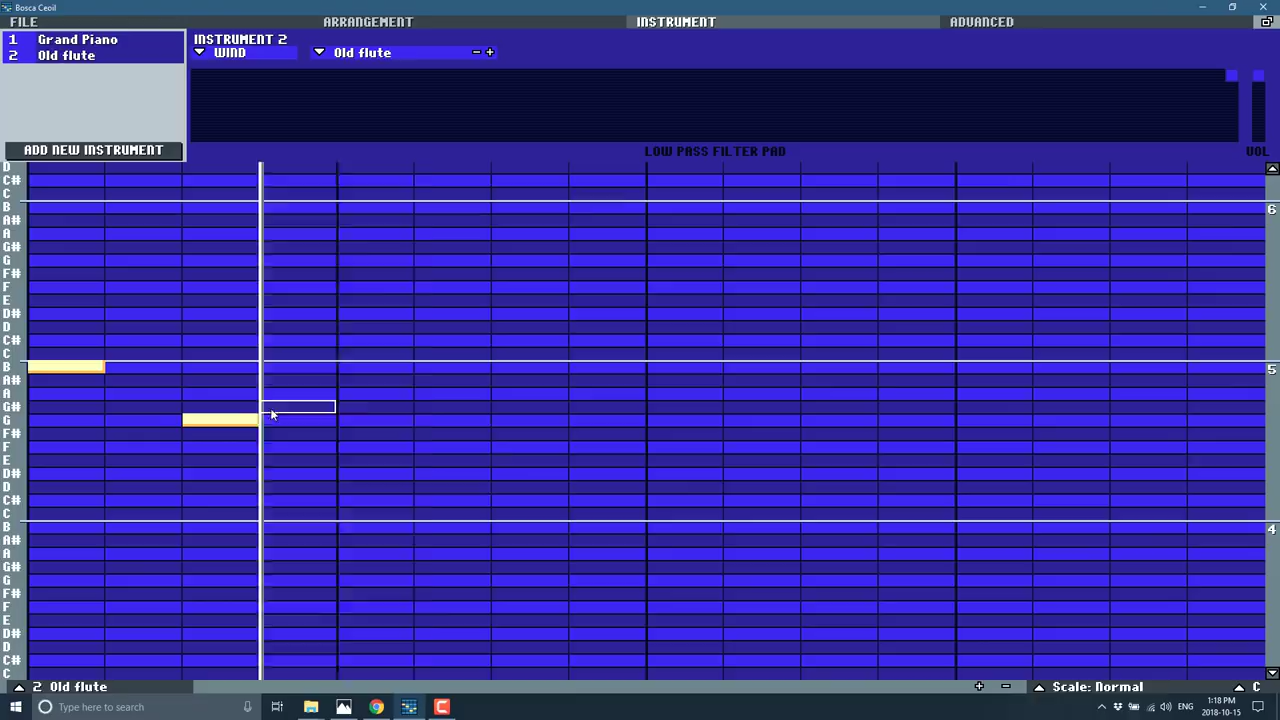 Bosca Ceoil
FILE ARRANGEMENT INSTRUMENT ADVANCED
1 Grand Piano
2 Old flute
INSTRUMENT 2
WIND Old flute - +
ADD NEW INSTRUMENT
LOW PASS FILTER PAD VOL
D
C#
C
B 6
A#
A
G#
G
F#
F
E
D#
D
C#
C
B 5
A#
A
G#
G
F#
F
E
D#
D
C#
C
B 4
A#
A
G#
G
F#
F
E
D#
D
C#
C
2 Old flute + - Scale: Normal C
Type here to search
ENG
1:18 PM
2018-10-15